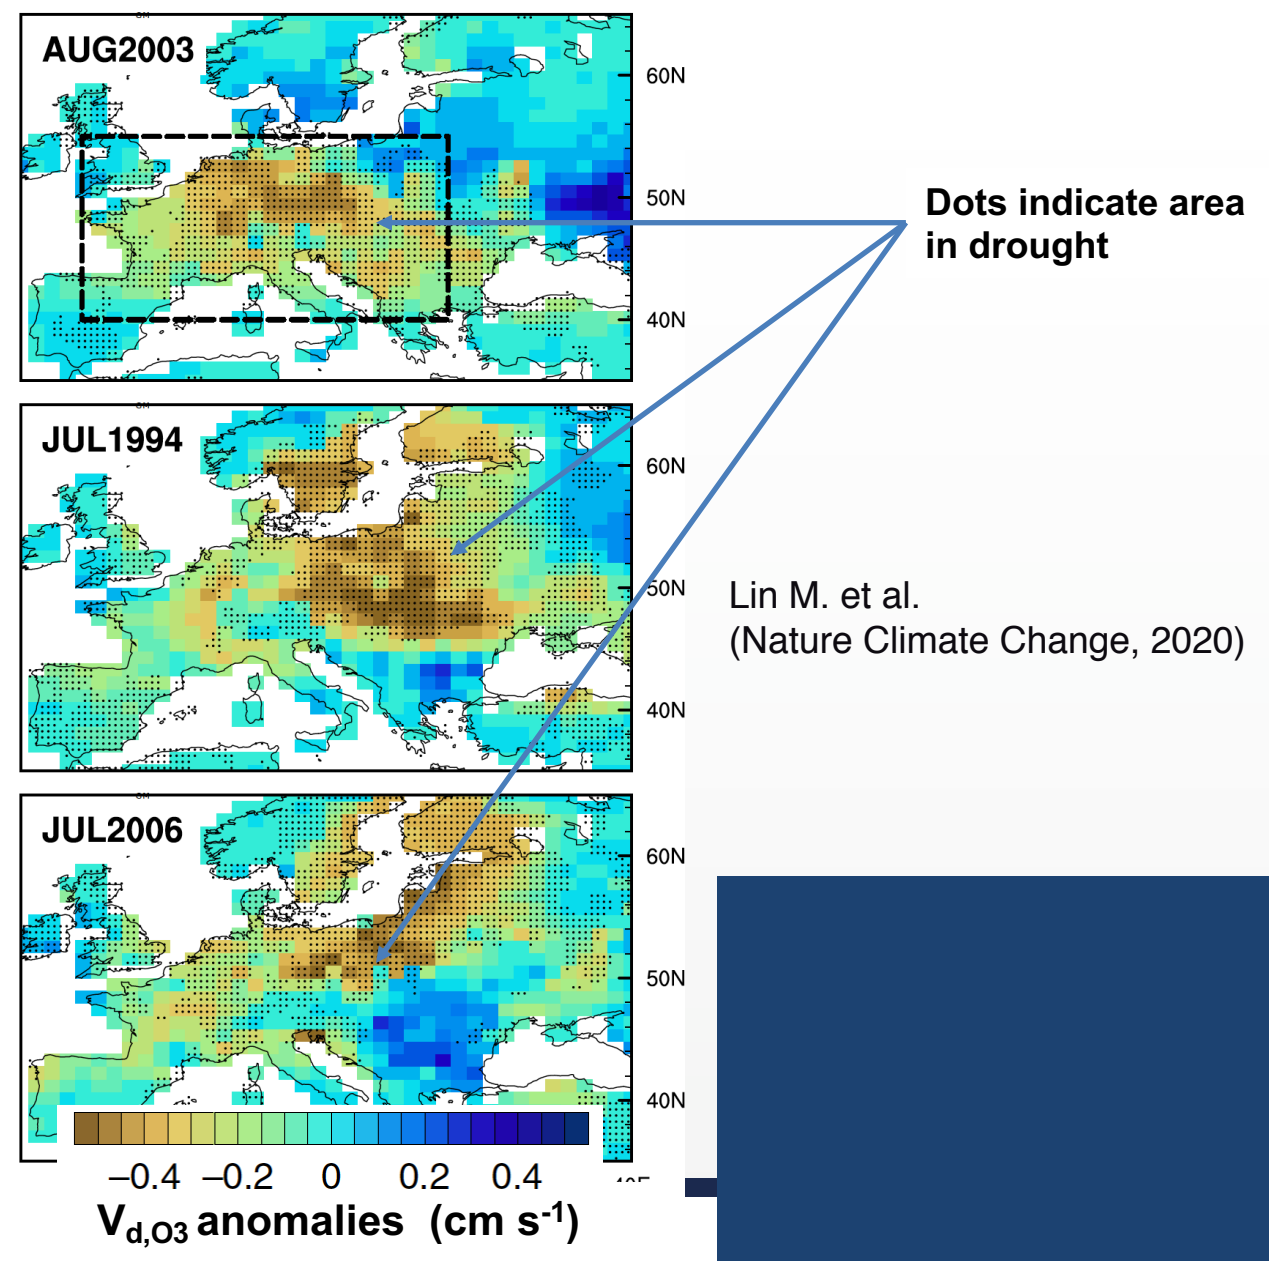 AUG2003
60N
50N
40N
Dots indicate area
in drought
JUL1994
60N
50N
40N
Lin M. et al.
(Nature Climate Change, 2020)
JUL2006
60N
50N
40N
–0.4 –0.2 0 0.2 0.4
Vd,O3 anomalies (cm s-1)